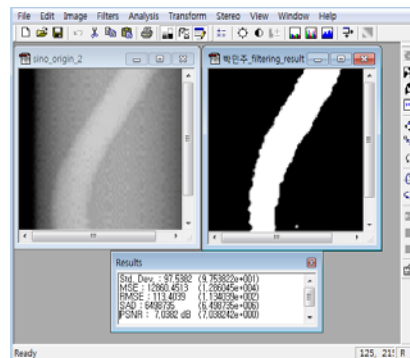 File Edit Image Filters Analysis Transform Stereo View Window Help
sino_origin_2
박민주_filtering_result
Results
Std. Dev. : 97,5382 (9,753822e+001)
MSE : 12860,4513 (1,286045e+004)
RMSE : 113,4039 (1,134039e+002)
SAD : 6498735 (6,498735e+006)
PSNR : 7,0382 dB (7,038242e+000)
Ready
125, 21